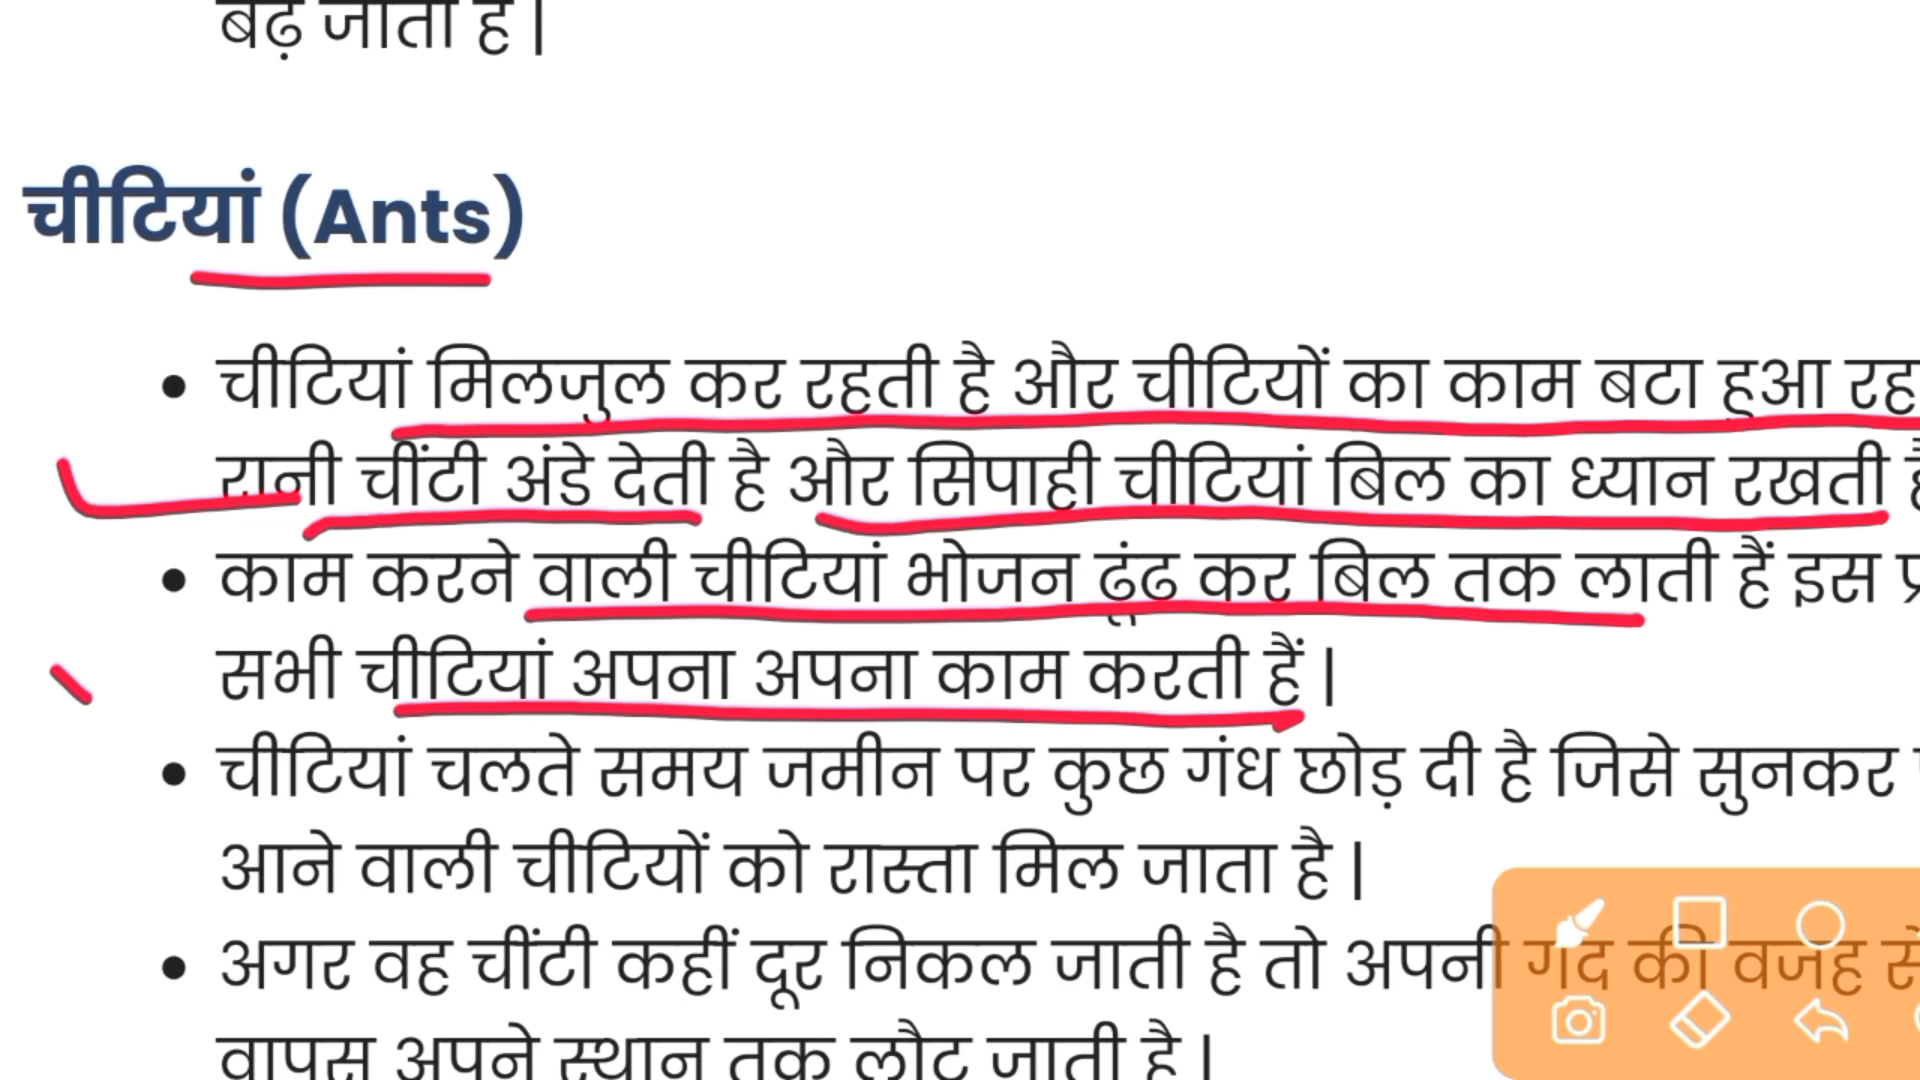 बढ़ जाता है |
चीटियां (Ants)
• चीटियां मिलजुल कर रहती है और चीटियों का काम बटा हुआ रह
रानी चींटी अंडे देती है और सिपाही चीटियां बिल का ध्यान रखती
• काम करने वाली चीटियां भोजन ढूंढ कर बिल तक लाती हैं इस प्र
सभी चीटियां अपना अपना काम करती हैं |
• चीटियां चलते समय जमीन पर कुछ गंध छोड़ दी है जिसे सुनकर
आने वाली चीटियों को रास्ता मिल जाता है |
• अगर वह चींटी कहीं दूर निकल जाती है तो अपनी गंद की वजह से
वापस अपने स्थान तक लौट जाती है |